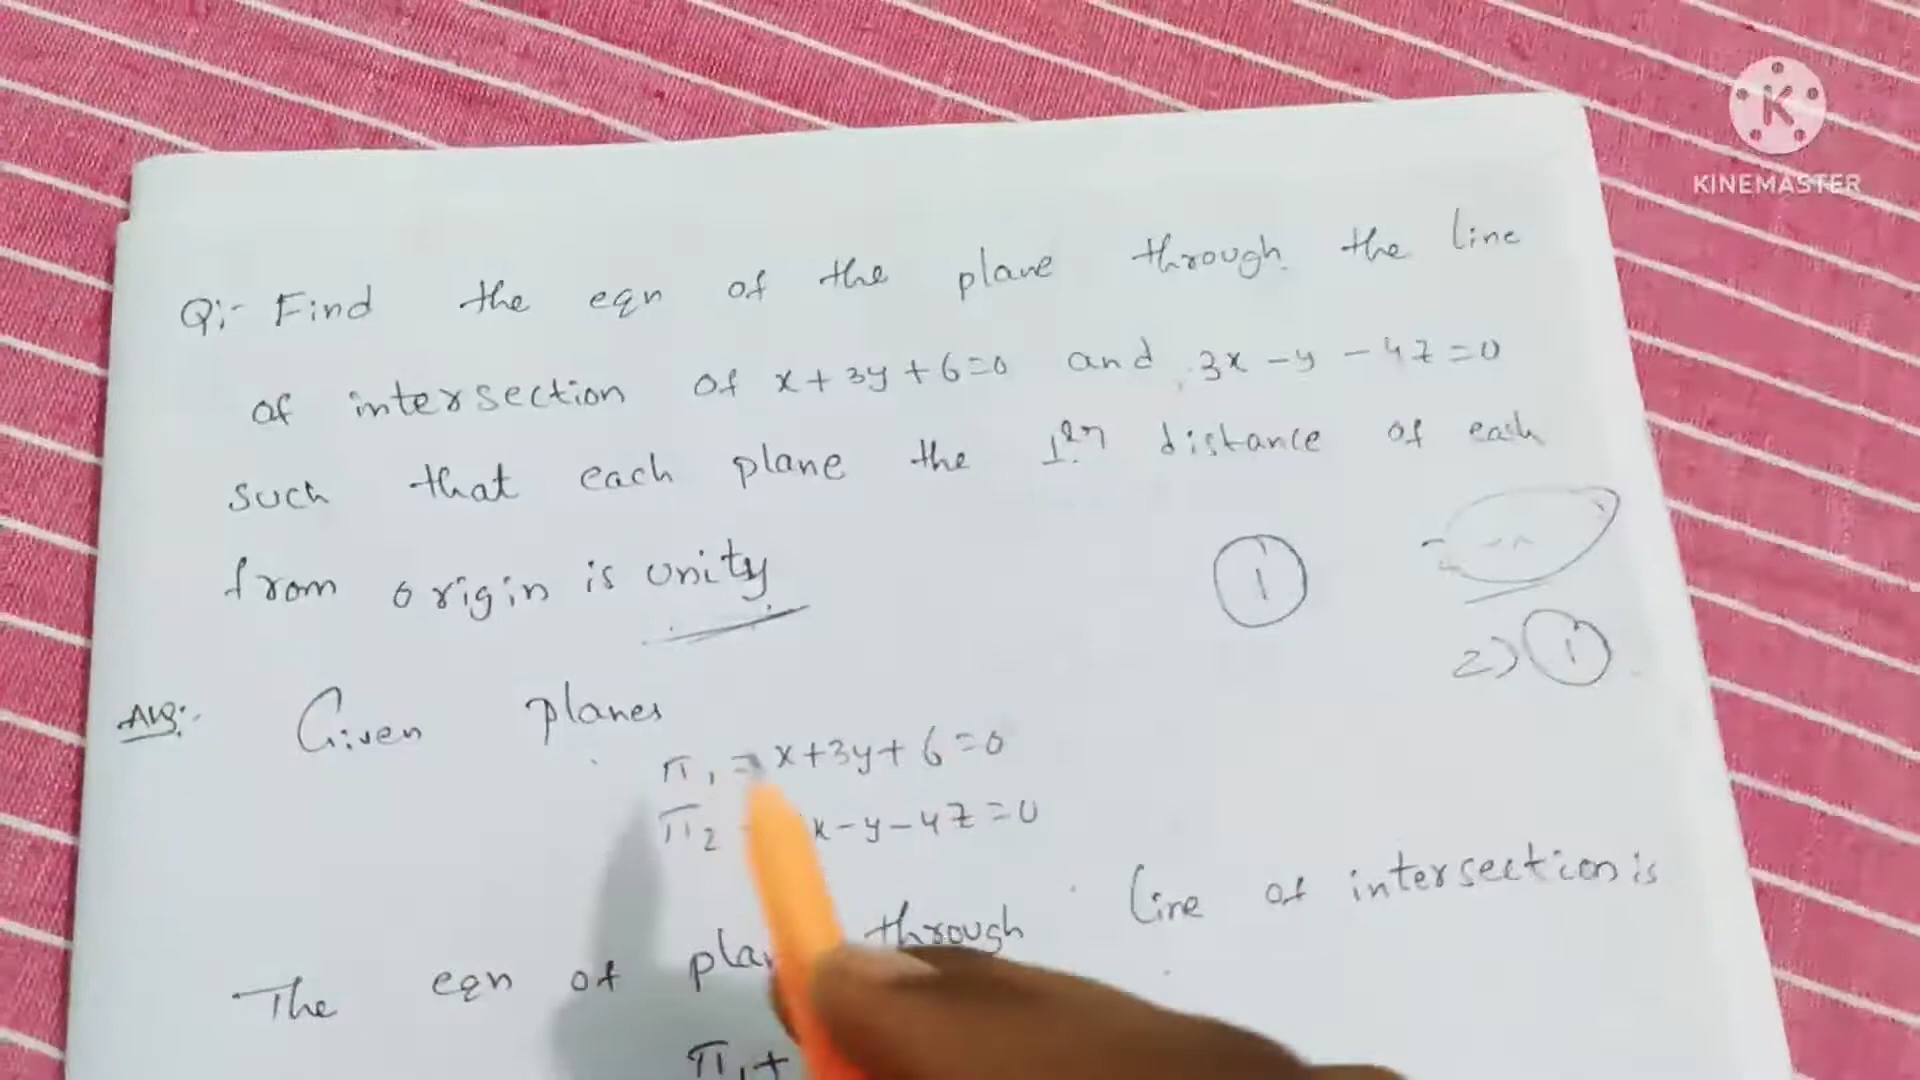 KINEMASTER
Q:- Find the eqn of the plane through the line
of intersection of x+3y+6=0 and 3x-y-4z=0
such that each plane the ⊥er distance of each
from origin is unity
1
2) 1
Ans:- Given planes
π1 = x+3y+6=0
π2 x-y-4z=0
The eqn of through line of intersection is
π1+